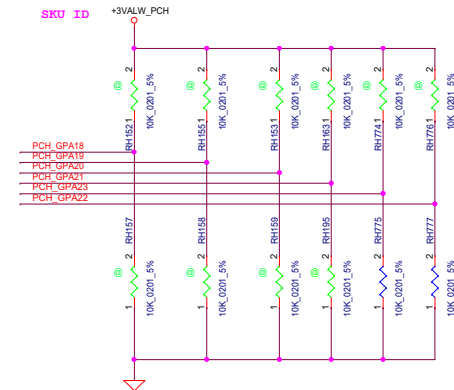 SKU ID
+3VALW_PCH
2 2 2 2 2 2
@ @ @ @ @ @
10K_0201_5% 10K_0201_5% 10K_0201_5% 10K_0201_5% 10K_0201_5% 10K_0201_5%
1 1 1 1 1 1
RH152 RH155 RH153 RH163 RH774 RH776
PCH_GPA18
PCH_GPA19
PCH_GPA20
PCH_GPA21
PCH_GPA23
PCH_GPA22
RH157 RH158 RH159 RH195 RH775 RH777
2 2 2 2 2 2
@ @ @ @
10K_0201_5% 10K_0201_5% 10K_0201_5% 10K_0201_5% 10K_0201_5% 10K_0201_5%
1 1 1 1 1 1